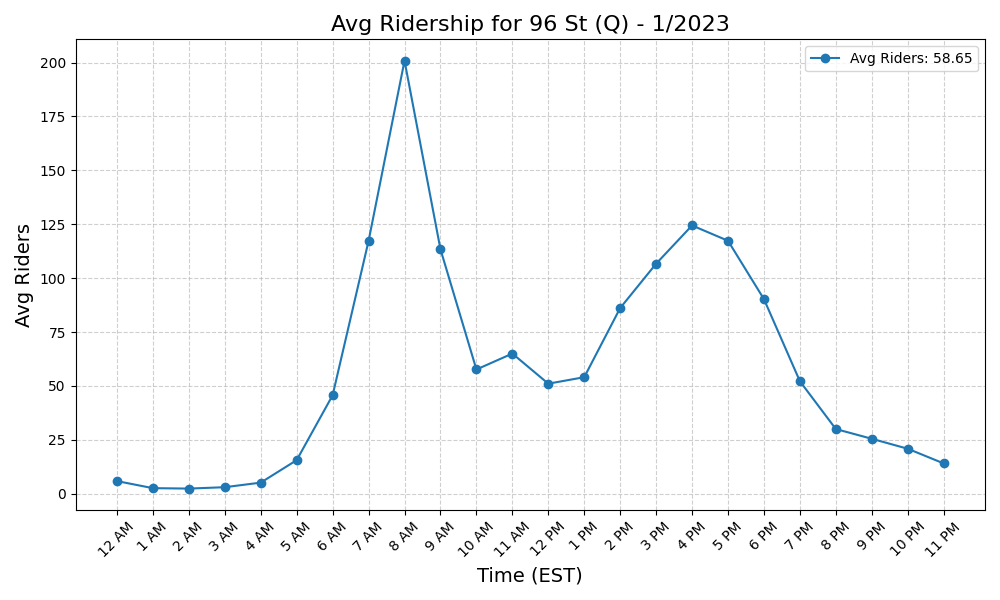 Avg Ridership for 96 St (Q) - 1/2023
Avg Riders: 58.65
Avg Riders
200
175
150
125
100
75
50
25
0
12 AM
1 AM
2 AM
3 AM
4 AM
5 AM
6 AM
7 AM
8 AM
9 AM
10 AM
11 AM
12 PM
1 PM
2 PM
3 PM
4 PM
5 PM
6 PM
7 PM
8 PM
9 PM
10 PM
11 PM
Time (EST)